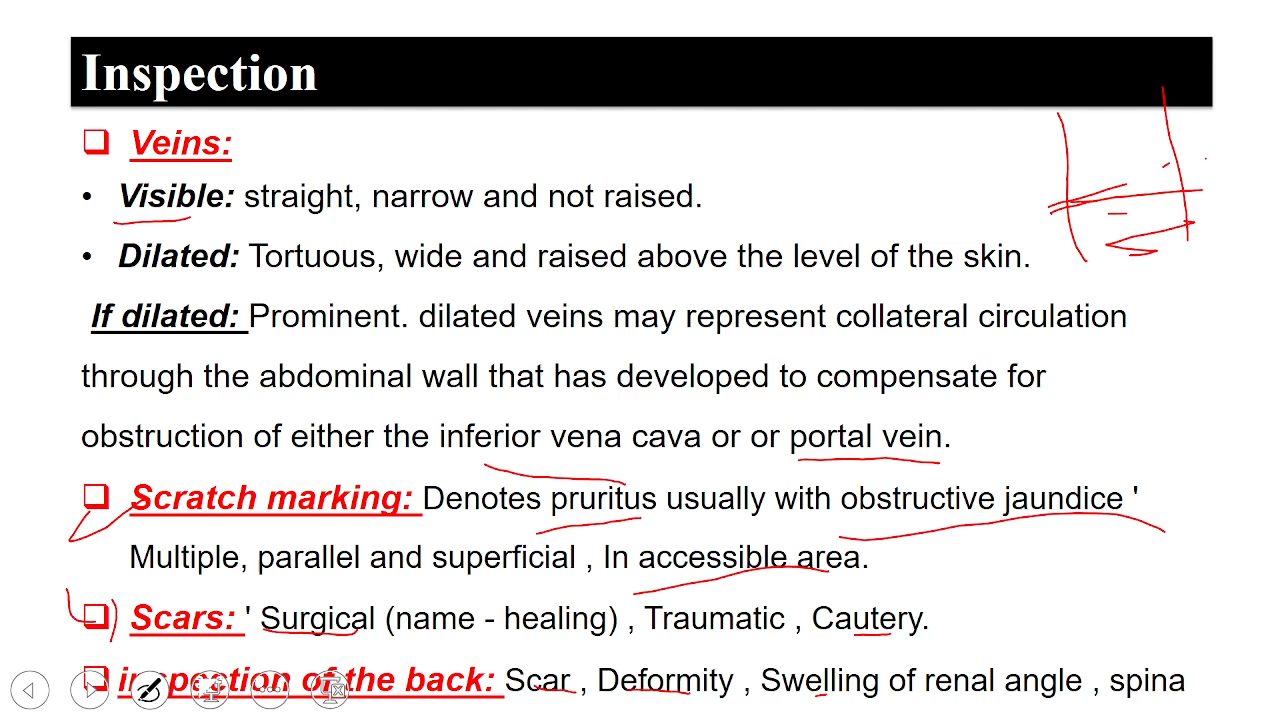 Inspection
❑ Veins:
• Visible: straight, narrow and not raised.
• Dilated: Tortuous, wide and raised above the level of the skin.
If dilated: Prominent. dilated veins may represent collateral circulation
through the abdominal wall that has developed to compensate for
obstruction of either the inferior vena cava or or portal vein.
❑ Scratch marking: Denotes pruritus usually with obstructive jaundice '
Multiple, parallel and superficial , In accessible area.
❑ Scars: ' Surgical (name - healing) , Traumatic , Cautery.
❑ inspection of the back: Scar , Deformity , Swelling of renal angle , spina